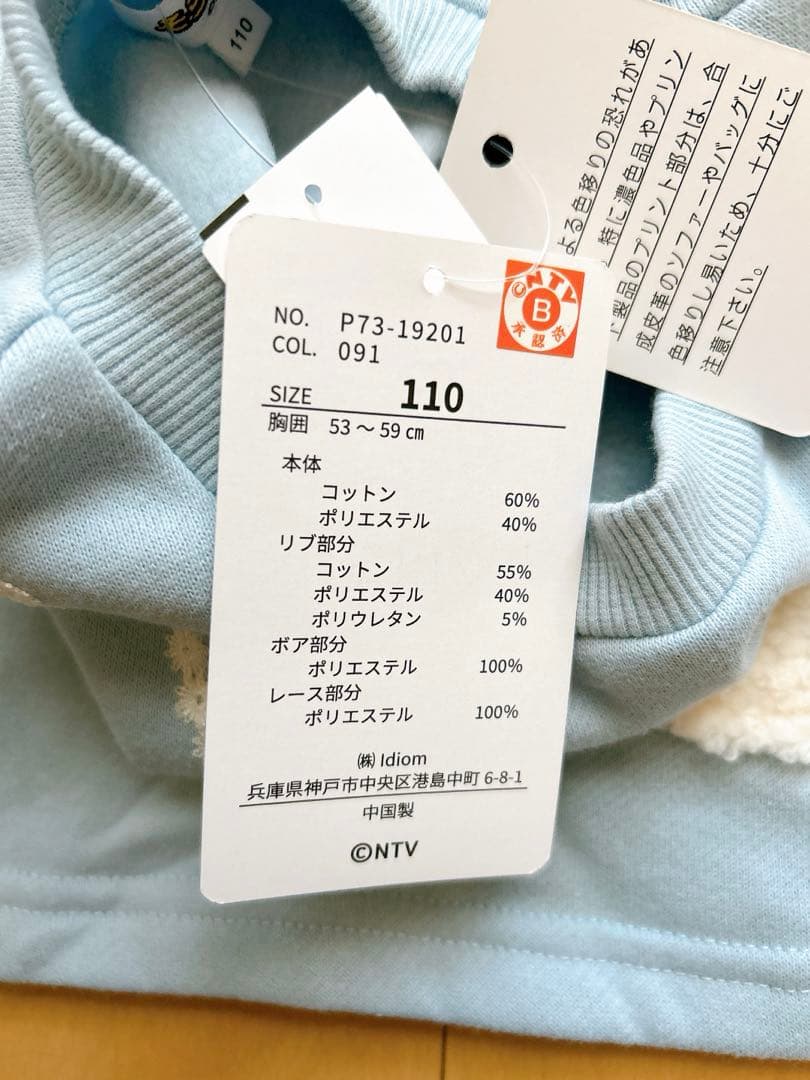 110
よる色移りの恐れがあ
特に濃色品やプリン
製品のプリント部分は、合
成皮革のソファーやバッグに
色移りし易いため、十分にご
注意下さい。
©NTV
B
承認
NO. P73-19201
COL. 091
SIZE 110
胸囲 53～59㎝
本体
コットン 60%
ポリエステル 40%
リブ部分
コットン 55%
ポリエステル 40%
ポリウレタン 5%
ボア部分
ポリエステル 100%
レース部分
ポリエステル 100%
㈱ Idiom
兵庫県神戸市中央区港島中町 6-8-1
中国製
©NTV